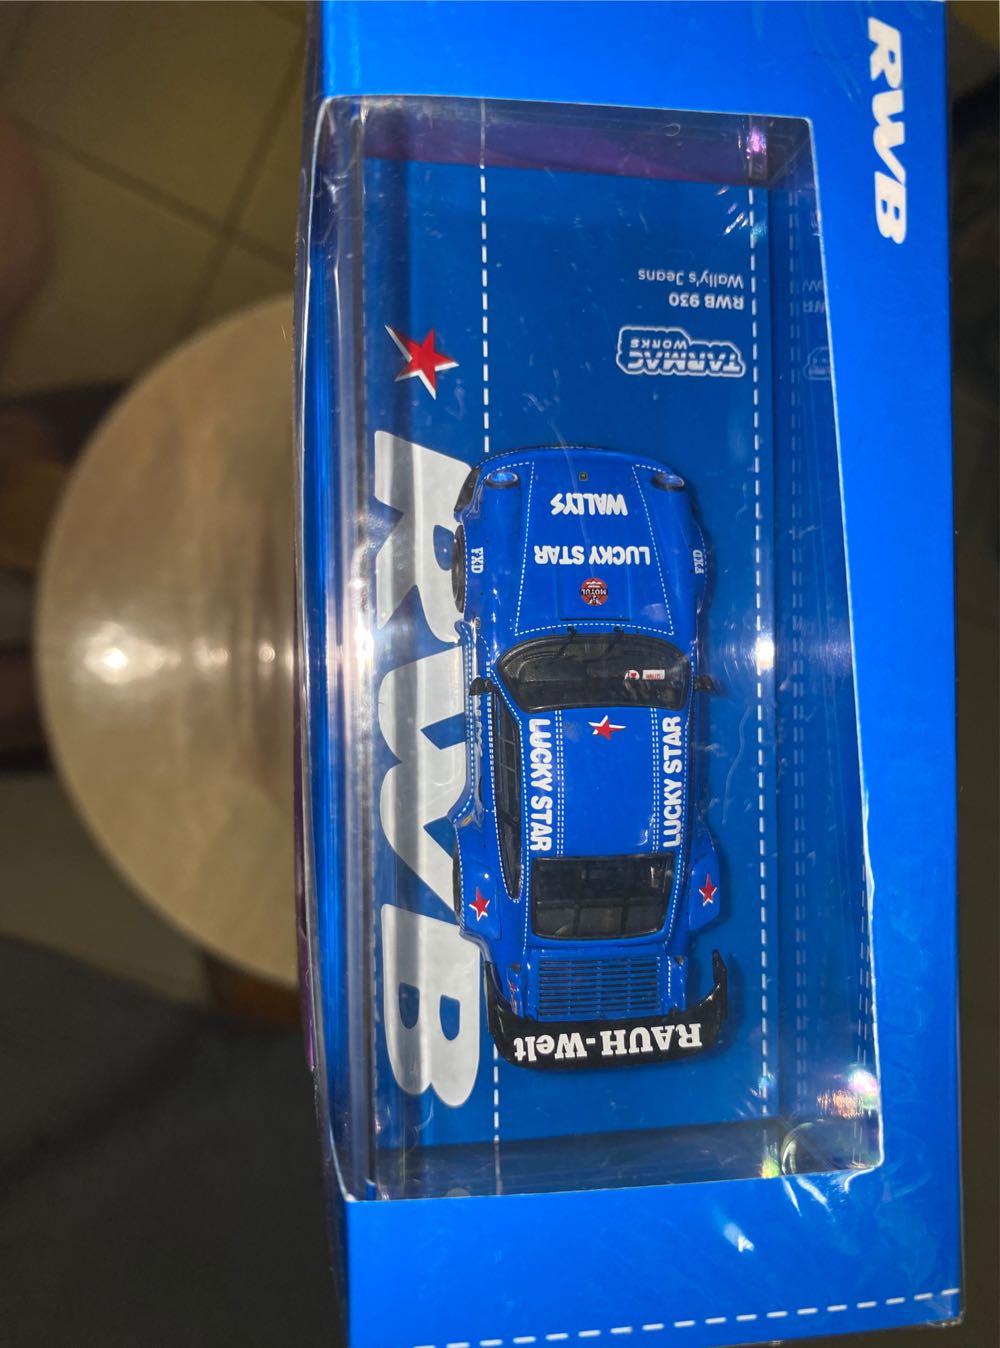 RWB
Wally's Jeans
RWB 930
TARMAC
WORKS
RWB
WALLYS
LUCKY STAR
FXD
FXD
MOTUL
LUCKY STAR
LUCKY STAR
RAUH-Welt